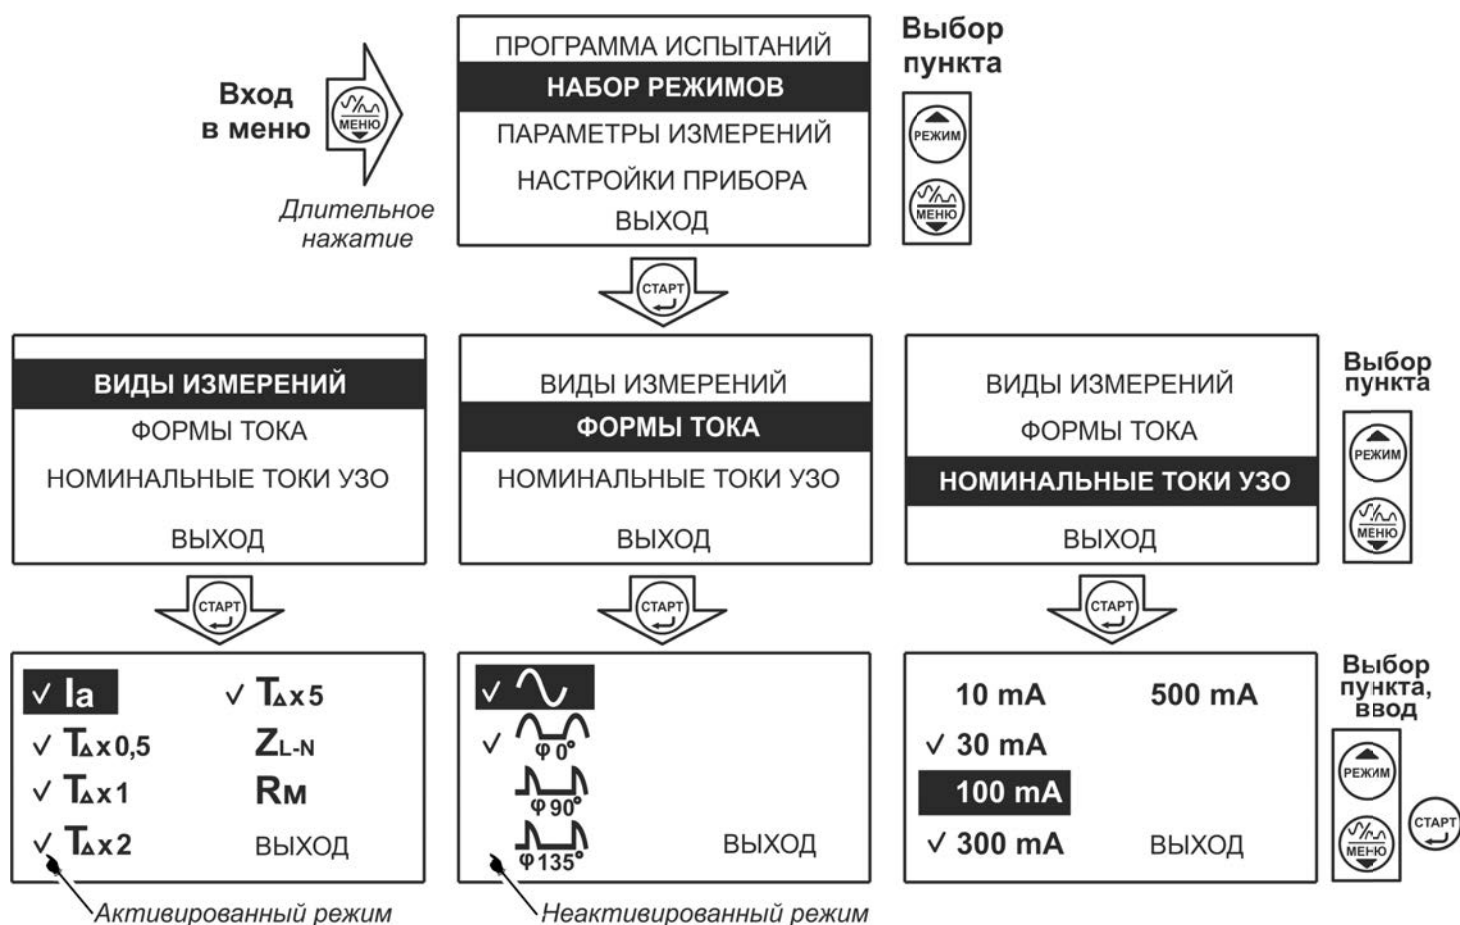 Вход
в меню
МЕНЮ
Длительное
нажатие
ПРОГРАММА ИСПЫТАНИЙ
НАБОР РЕЖИМОВ
ПАРАМЕТРЫ ИЗМЕРЕНИЙ
НАСТРОЙКИ ПРИБОРА
ВЫХОД
Выбор
пункта
РЕЖИМ
МЕНЮ
СТАРТ
ВИДЫ ИЗМЕРЕНИЙ
ФОРМЫ ТОКА
НОМИНАЛЬНЫЕ ТОКИ УЗО
ВЫХОД
ВИДЫ ИЗМЕРЕНИЙ
ФОРМЫ ТОКА
НОМИНАЛЬНЫЕ ТОКИ УЗО
ВЫХОД
ВИДЫ ИЗМЕРЕНИЙ
ФОРМЫ ТОКА
НОМИНАЛЬНЫЕ ТОКИ УЗО
ВЫХОД
Выбор
пункта
РЕЖИМ
МЕНЮ
СТАРТ
СТАРТ
СТАРТ
✓ Ia ✓ TΔx5
✓ TΔx0,5 ZL-N
✓ TΔx1 RM
✓ TΔx2 ВЫХОД
Активированный режим
✓
✓ φ 0°
φ 90°
φ 135° ВЫХОД
Неактивированный режим
10 mA 500 mA
✓ 30 mA
100 mA
✓ 300 mA ВЫХОД
Выбор
пункта,
ввод
РЕЖИМ
МЕНЮ
СТАРТ